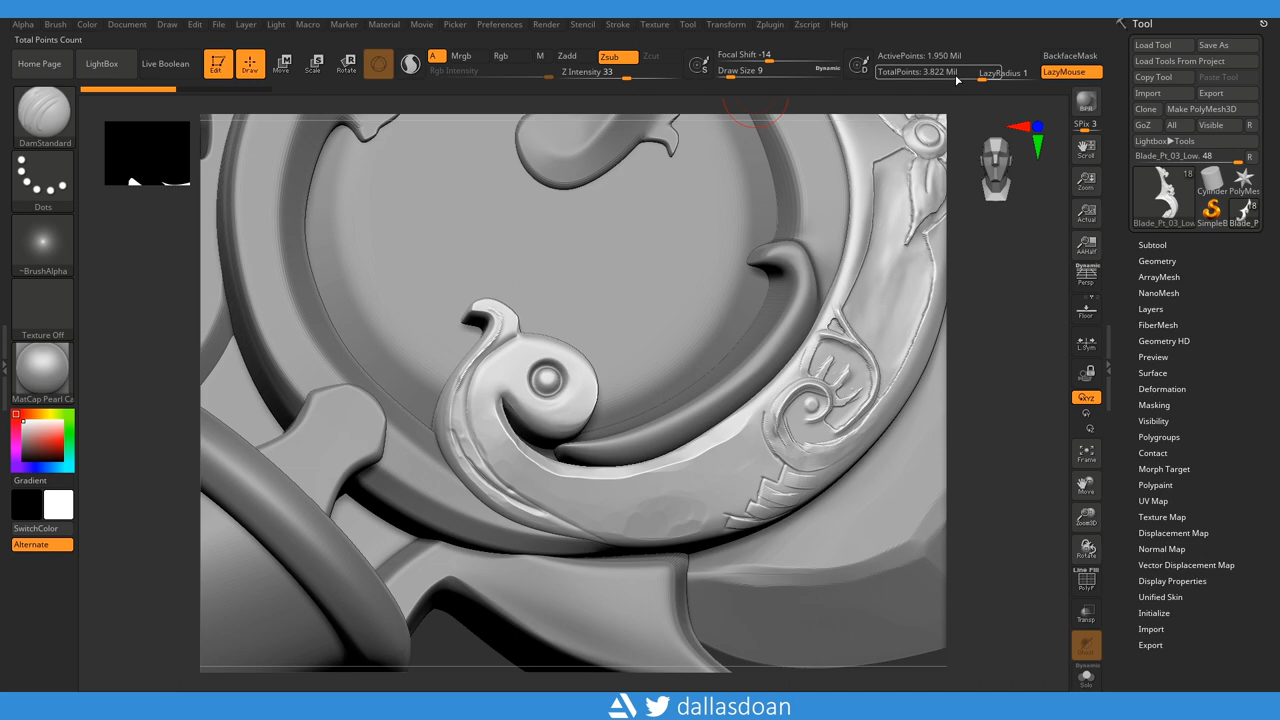 Alpha Brush Color Document Draw Edit File Layer Light Macro Marker Material Movie Picker Preferences Render Stencil Stroke Texture Tool Transform Zplugin Zscript Help
Total Points Count
Home Page LightBox Live Boolean Edit Draw Move Scale Rotate
A Mrgb Rgb M Zadd Zsub Zcut
Rgb Intensity Z Intensity 33
S Focal Shift -14
Draw Size 9 Dynamic
D ActivePoints: 1.950 Mil
TotalPoints: 3.822 Mil LazyRadius 1
BackfaceMask
LazyMouse
DamStandard
Dots
~BrushAlpha
Texture Off
MatCap Pearl Ca
Gradient
SwitchColor
Alternate
BPR
SPix 3
Scroll
Zoom
Actual
AAHalf
Dynamic
Persp
Floor
L.Sym
XYZ
Frame
Move
Zoom3D
Rotate
Line Fill
PolyF
Transp
Dynamic
Solo
Tool
Load Tool Save As
Load Tools From Project
Copy Tool Paste Tool
Import Export
Clone Make PolyMesh3D
GoZ All Visible R
Lightbox▶Tools
Blade_Pt_03_Low. 48 R
18
Cylinder PolyMes
18
Blade_Pt_03_Low SimpleB Blade_P
Subtool
Geometry
ArrayMesh
NanoMesh
Layers
FiberMesh
Geometry HD
Preview
Surface
Deformation
Masking
Visibility
Polygroups
Contact
Morph Target
Polypaint
UV Map
Texture Map
Displacement Map
Normal Map
Vector Displacement Map
Display Properties
Unified Skin
Initialize
Import
Export
dallasdoan